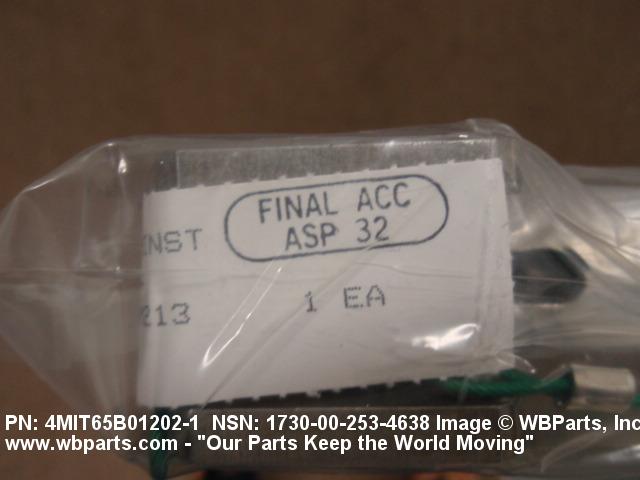 FINAL ACC
ASP 32
INST
1 EA
213
PN: 4MIT65B01202-1 NSN: 1730-00-253-4638 Image © WBParts, Inc
www.wbparts.com - "Our Parts Keep the World Moving"